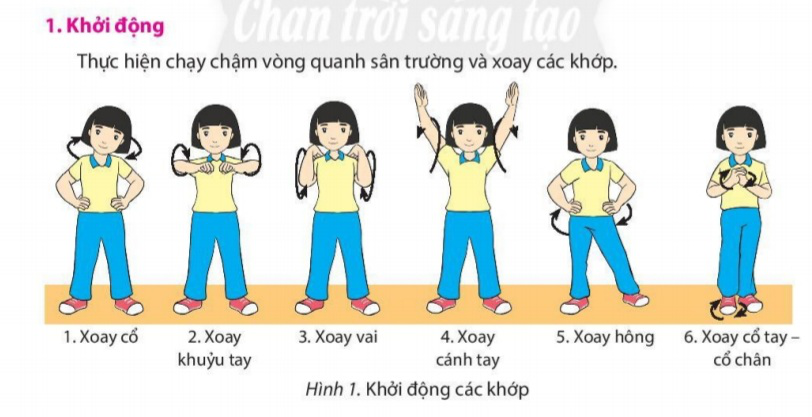 Chân trời sáng tạo
1. Khởi động
Thực hiện chạy chậm vòng quanh sân trường và xoay các khớp.
1. Xoay cổ
2. Xoay
khuỷu tay
3. Xoay vai
4. Xoay
cánh tay
5. Xoay hông
6. Xoay cổ tay –
cổ chân
Hình 1. Khởi động các khớp